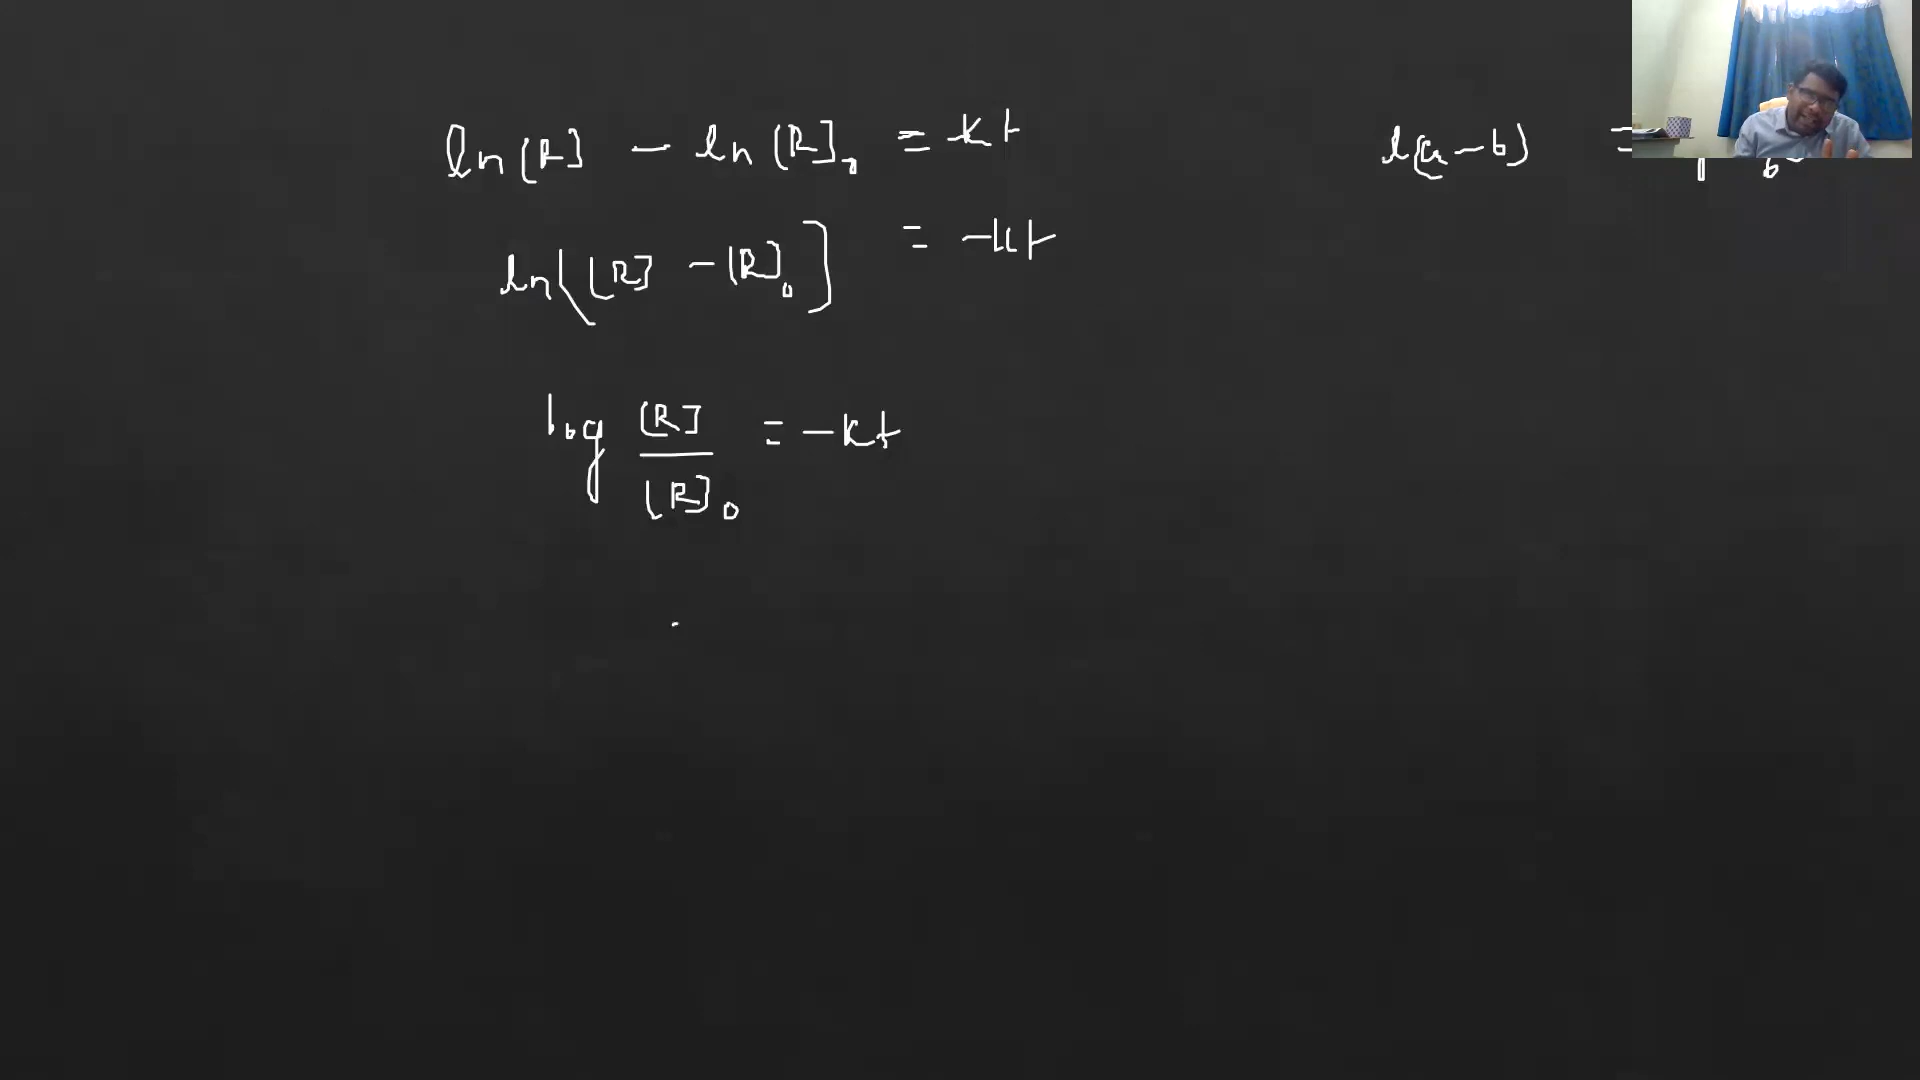 ln[R] - ln[R]₀ = kt
l(a-b) =
ln([R] - [R]₀] = -kt
log [R]/[R]₀ = -kt